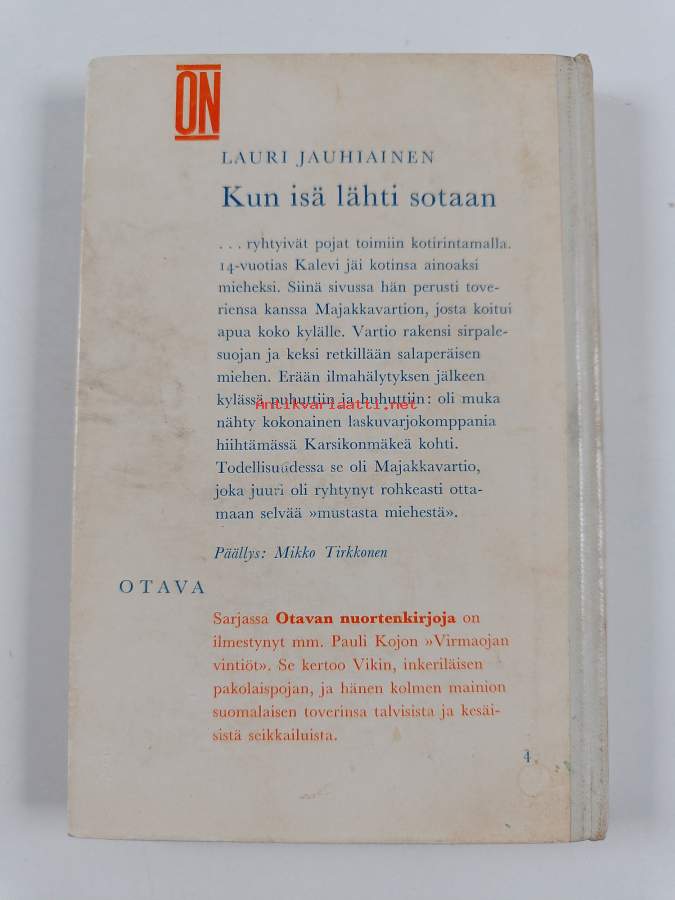 ON
LAURI JAUHIAINEN
Kun isä lähti sotaan
... ryhtyivät pojat toimiin kotirintamalla.
14-vuotias Kalevi jäi kotinsa ainoaksi
mieheksi. Siinä sivussa hän perusti tove-
riensa kanssa Majakkavartion, josta koitui
apua koko kylälle. Vartio rakensi sirpale-
suojan ja keksi retkillään salaperäisen
miehen. Erään ilmahälytyksen jälkeen
kylässä puhuttiin ja huhuttiin: oli muka
Antikvariaatti.net
nähty kokonainen laskuvarjokomppania
hiihtämässä Karsikonmäkeä kohti.
Todellisuudessa se oli Majakkavartio,
joka juuri oli ryhtynyt rohkeasti otta-
maan selvää »mustasta miehestä».
Päällys: Mikko Tirkkonen
OTAVA
Sarjassa Otavan nuortenkirjoja on
ilmestynyt mm. Pauli Kojon »Virmaojan
vintiöt». Se kertoo Vikin, inkeriläisen
pakolaispojan, ja hänen kolmen mainion
suomalaisen toverinsa talvisista ja kesäi-
sistä seikkailuista.
4